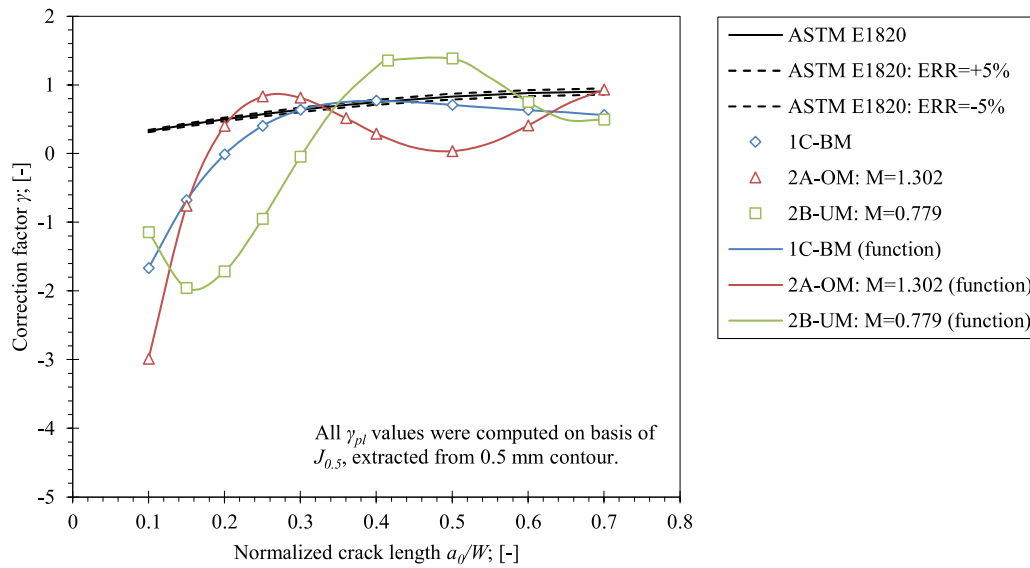 2
1
0
-1
-2
-3
-4
-5
Correction factor γ; [-]
All γpl values were computed on basis of
J0.5, extracted from 0.5 mm contour.
0
0.1
0.2
0.3
0.4
0.5
0.6
0.7
0.8
Normalized crack length a0/W; [-]
ASTM E1820
ASTM E1820: ERR=+5%
ASTM E1820: ERR=-5%
1C-BM
2A-OM: M=1.302
2B-UM: M=0.779
1C-BM (function)
2A-OM: M=1.302 (function)
2B-UM: M=0.779 (function)